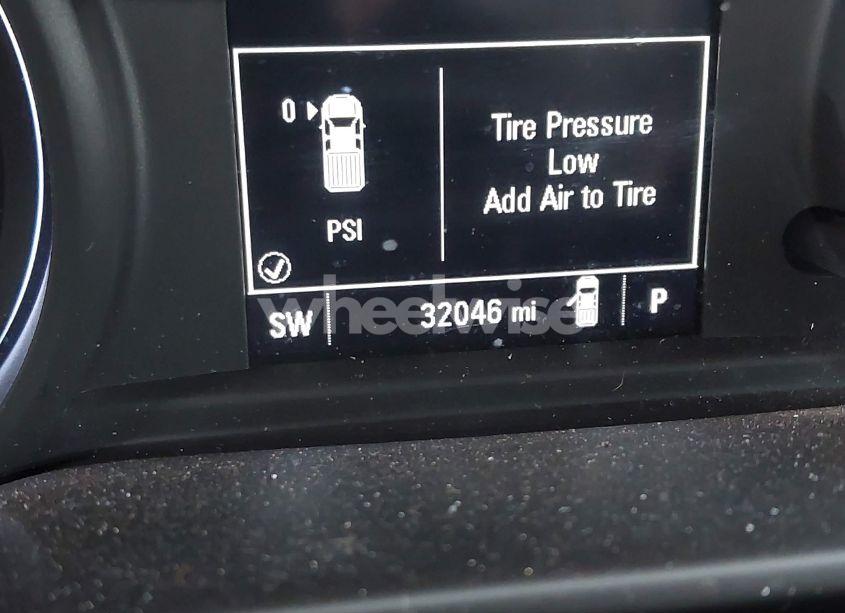 0
Tire Pressure
Low
Add Air to Tire
PSI
SW
32046 mi
P
wheelwise